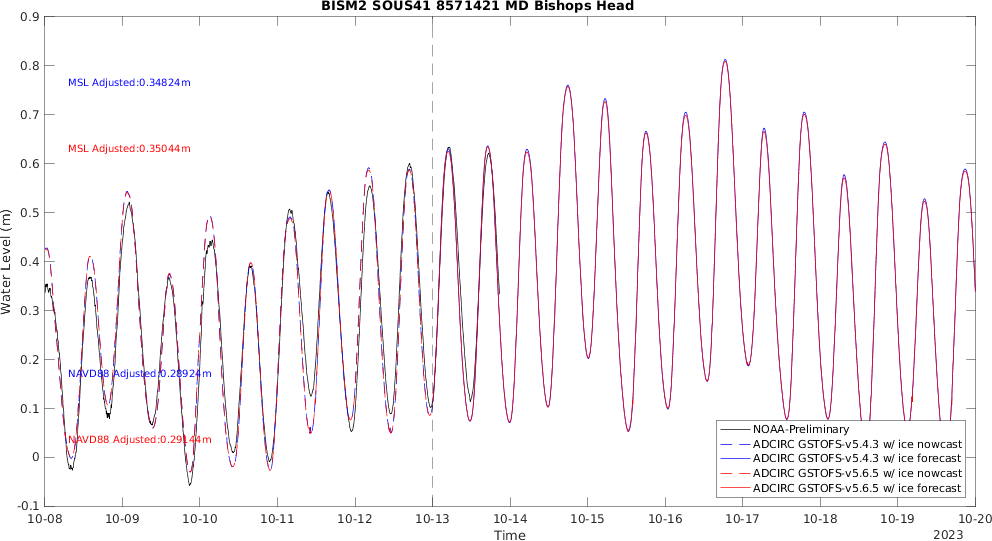 BISM2 SOUS41 8571421 MD Bishops Head
0.9
0.8
0.7
0.6
0.5
0.4
0.3
0.2
0.1
0
-0.1
Water Level (m)
MSL Adjusted:0.34824m
MSL Adjusted:0.35044m
NAVD88 Adjusted:0.28924m
NAVD88 Adjusted:0.29144m
NOAA-Preliminary
ADCIRC GSTOFS-v5.4.3 w/ ice nowcast
ADCIRC GSTOFS-v5.4.3 w/ ice forecast
ADCIRC GSTOFS-v5.6.5 w/ ice nowcast
ADCIRC GSTOFS-v5.6.5 w/ ice forecast
10-08 10-09 10-10 10-11 10-12 10-13 10-14 10-15 10-16 10-17 10-18 10-19 10-20
Time
2023